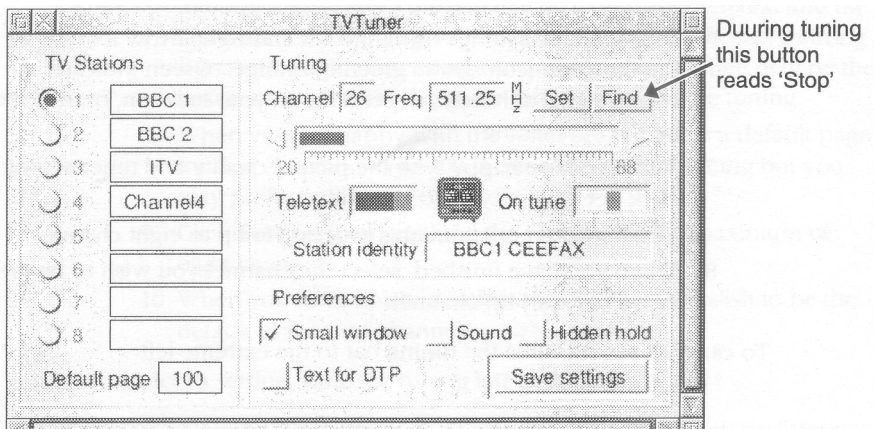 TVTuner
TV Stations
1 BBC 1
2 BBC 2
3 ITV
4 Channel4
5
6
7
8
Default page 100
Tuning
Channel 26 Freq 511.25 MHz Set Find
20 68
Teletext On tune
Station identity BBC1 CEEFAX
Preferences
Small window Sound Hidden hold
Text for DTP Save settings
Duuring tuning
this button
reads ‘Stop’